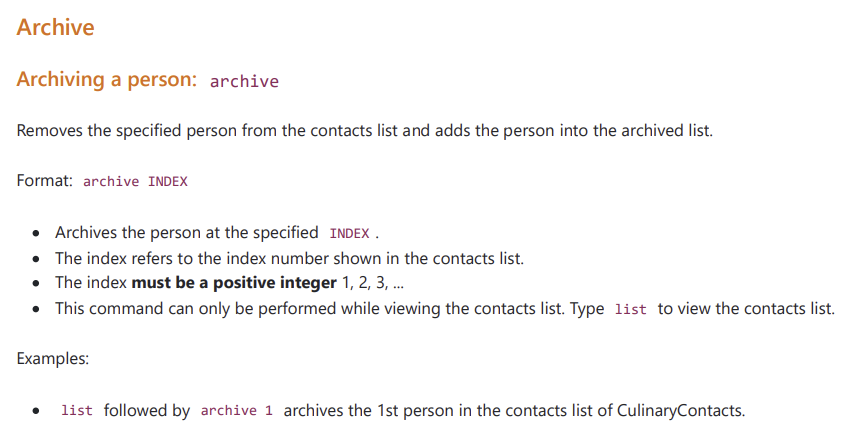 Archive
Archiving a person: archive
Removes the specified person from the contacts list and adds the person into the archived list.
Format: archive INDEX
• Archives the person at the specified INDEX .
• The index refers to the index number shown in the contacts list.
• The index must be a positive integer 1, 2, 3, ...
• This command can only be performed while viewing the contacts list. Type list to view the contacts list.
Examples:
• list followed by archive 1 archives the 1st person in the contacts list of CulinaryContacts.